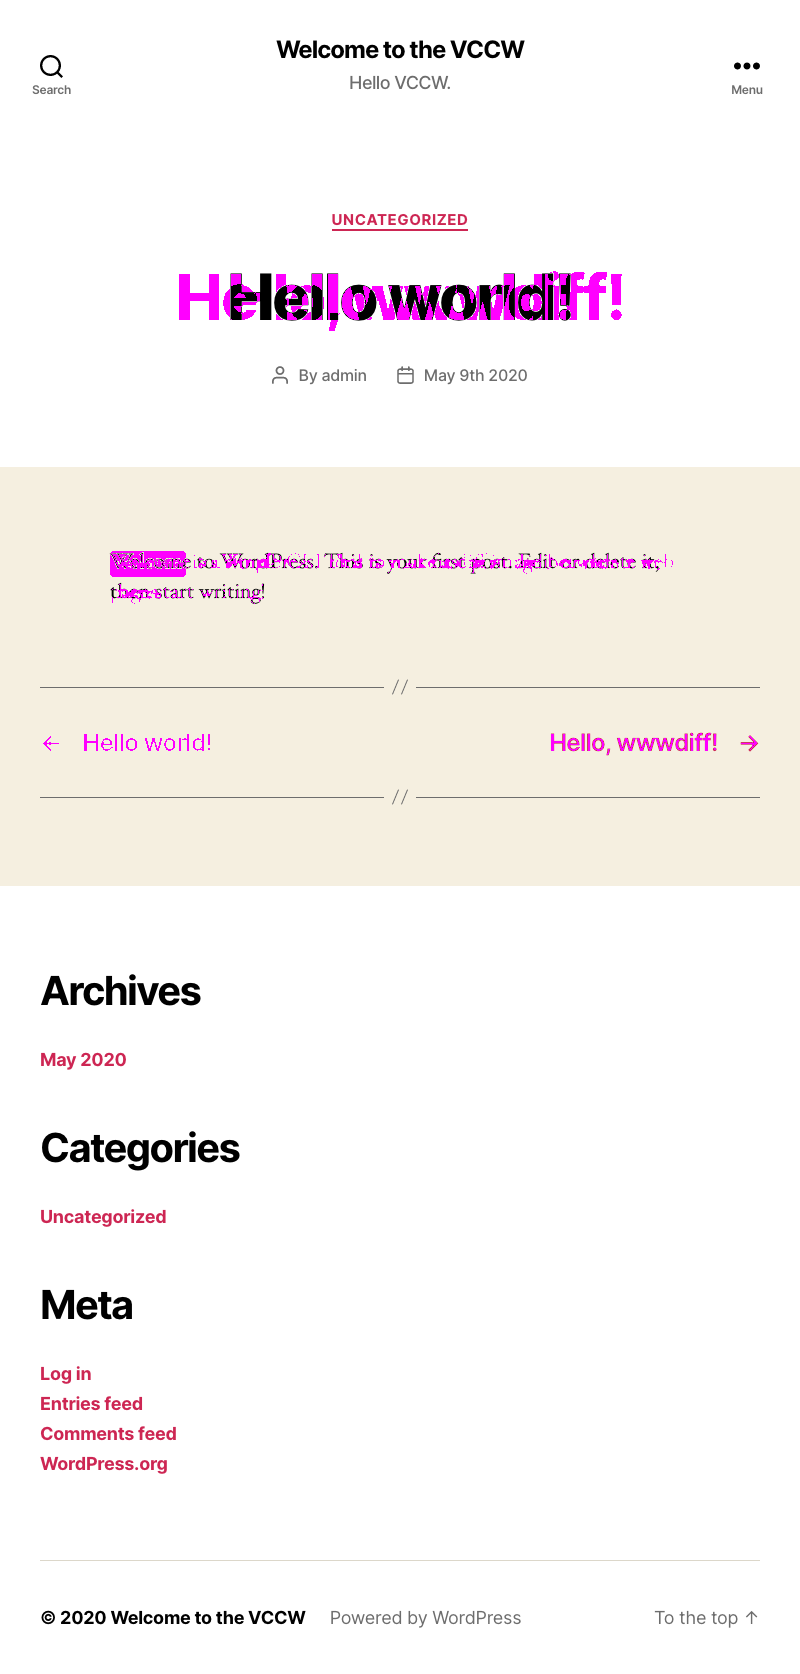 Welcome to the VCCW
Hello VCCW.
Search
Menu
UNCATEGORIZED
Hello world!
By admin
May 9th 2020
Welcome to WordPress. This is your first post. Edit or delete it,
then start writing!
← Hello world!
Hello, wwwdiff! →
Archives
May 2020
Categories
Uncategorized
Meta
Log in
Entries feed
Comments feed
WordPress.org
© 2020 Welcome to the VCCW Powered by WordPress To the top ↑